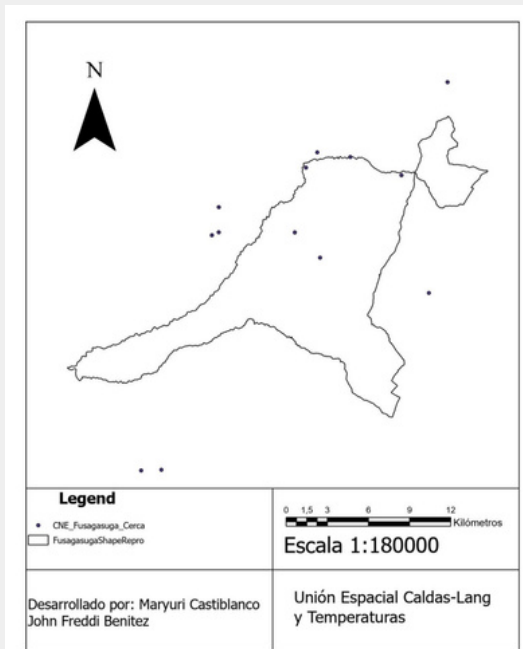 N
Legend
CNE_Fusagasuga_Cerca
FusagasugaShapeRepro
0 1,5 3 6 9 12
Kilómetros
Escala 1:180000
Desarrollado por: Maryuri Castiblanco
John Freddi Benitez
Unión Espacial Caldas-Lang
y Temperaturas